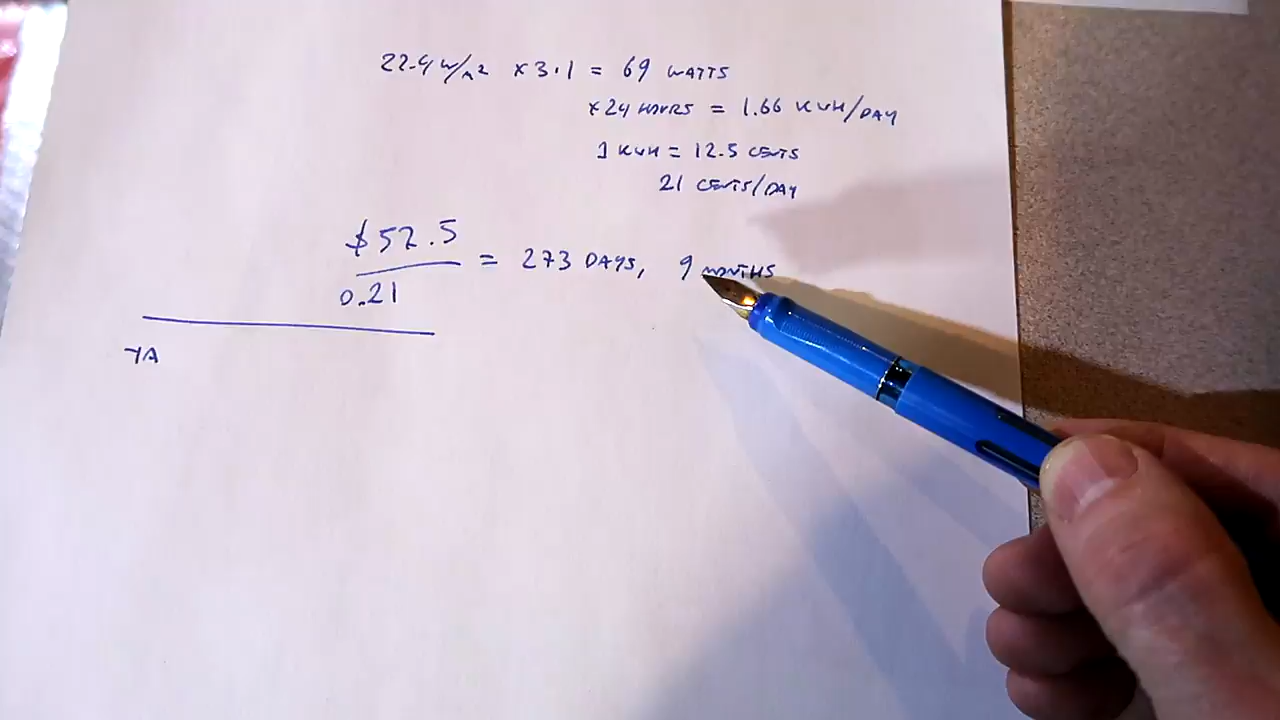 22.4 W/M² × 3.1 = 69 WATTS
× 24 HOURS = 1.66 KWH/DAY
1 KWH = 12.5 CENTS
21 CENTS/DAY
$52.5
= 273 DAYS, 9 MONTHS
0.21